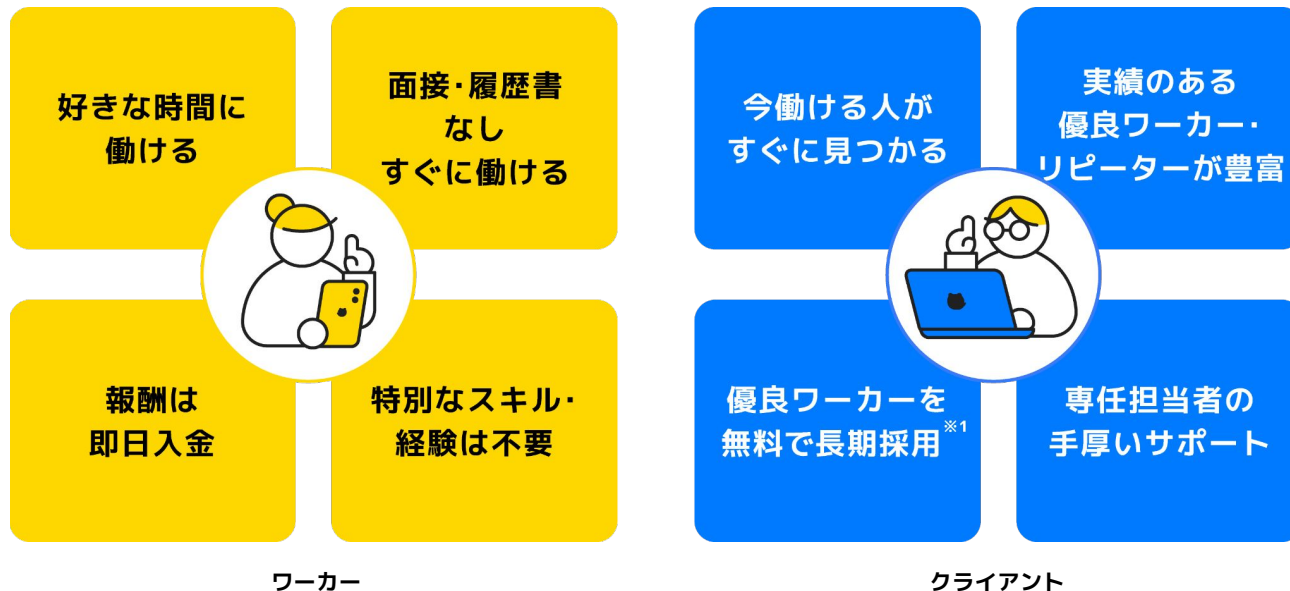 好きな時間に
働ける
面接・履歴書
なし
すぐに働ける
報酬は
即日入金
特別なスキル・
経験は不要
ワーカー
今働ける人が
すぐに見つかる
実績のある
優良ワーカー・
リピーターが豊富
優良ワーカーを
無料で長期採用※1
専任担当者の
手厚いサポート
クライアント